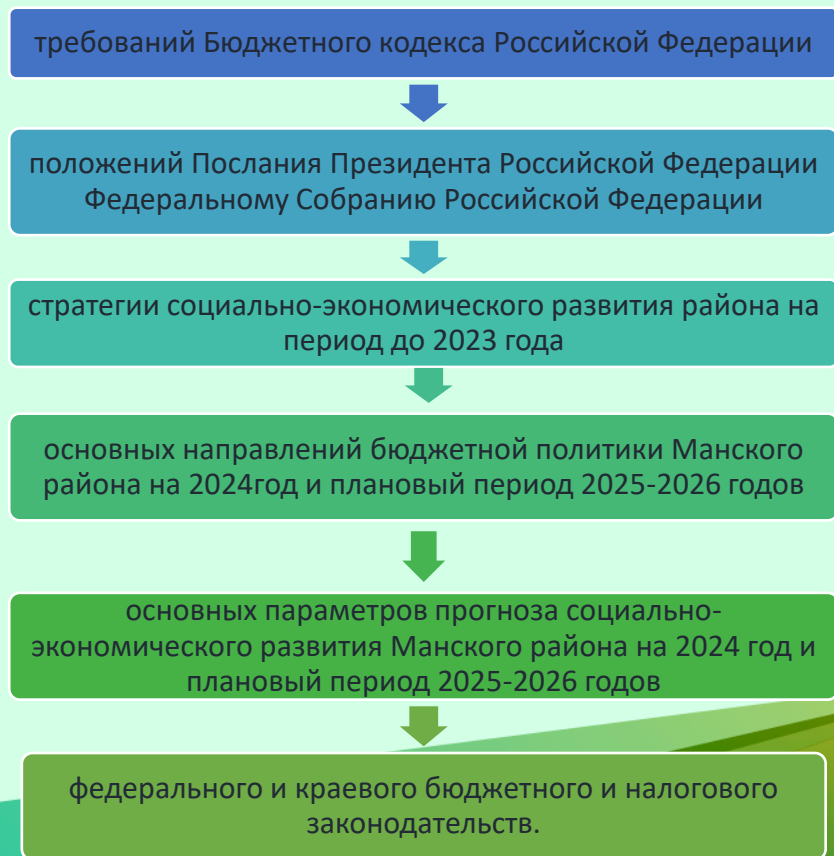 требований Бюджетного кодекса Российской Федерации
положений Послания Президента Российской Федерации
Федеральному Собранию Российской Федерации
стратегии социально-экономического развития района на
период до 2023 года
основных направлений бюджетной политики Манского
района на 2024год и плановый период 2025-2026 годов
основных параметров прогноза социально-
экономического развития Манского района на 2024 год и
плановый период 2025-2026 годов
федерального и краевого бюджетного и налогового
законодательств.